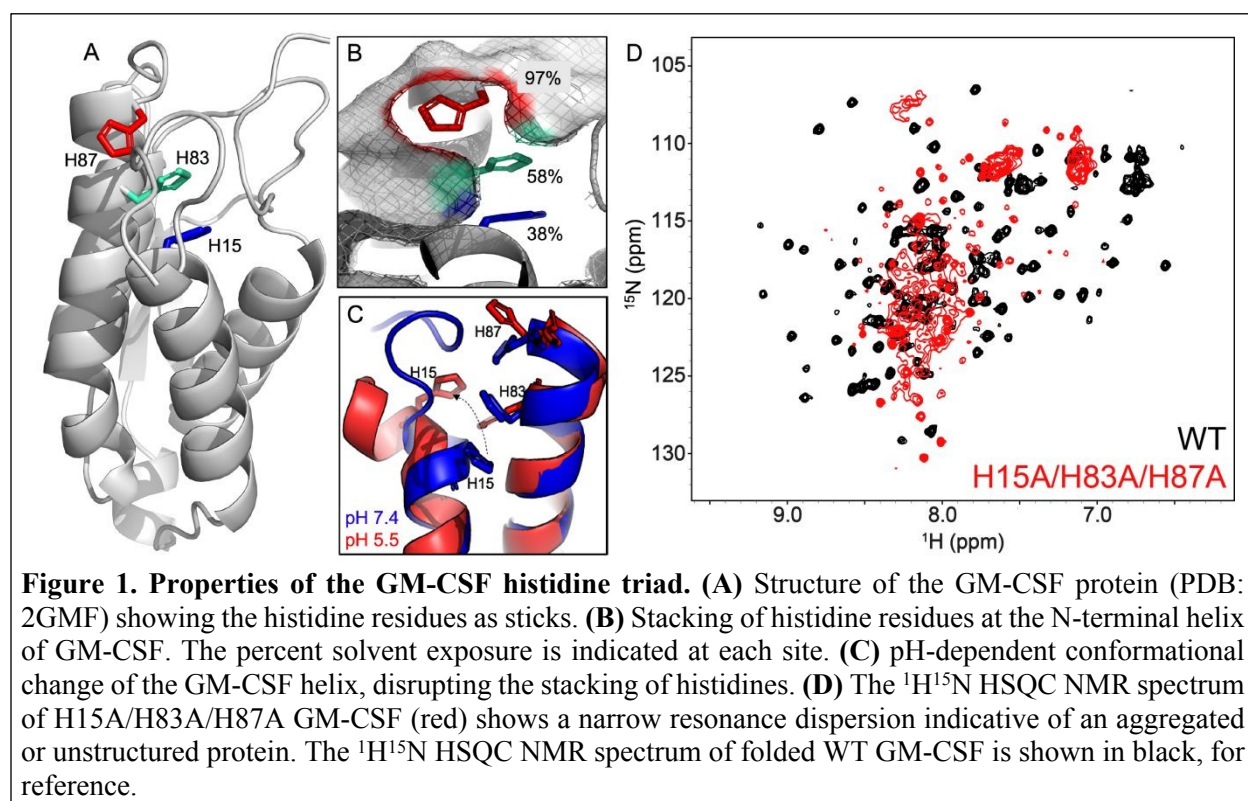 A
H87
H83
H15
B
97%
58%
38%
C
H87
H15
H83
H15
pH 7.4
pH 5.5
D
105
110
115
120
125
130
¹⁵N (ppm)
WT
H15A/H83A/H87A
9.0 8.0 7.0
¹H (ppm)
Figure 1. Properties of the GM-CSF histidine triad. (A) Structure of the GM-CSF protein (PDB:
2GMF) showing the histidine residues as sticks. (B) Stacking of histidine residues at the N-terminal helix
of GM-CSF. The percent solvent exposure is indicated at each site. (C) pH-dependent conformational
change of the GM-CSF helix, disrupting the stacking of histidines. (D) The ¹H¹⁵N HSQC NMR spectrum
of H15A/H83A/H87A GM-CSF (red) shows a narrow resonance dispersion indicative of an aggregated
or unstructured protein. The ¹H¹⁵N HSQC NMR spectrum of folded WT GM-CSF is shown in black, for
reference.